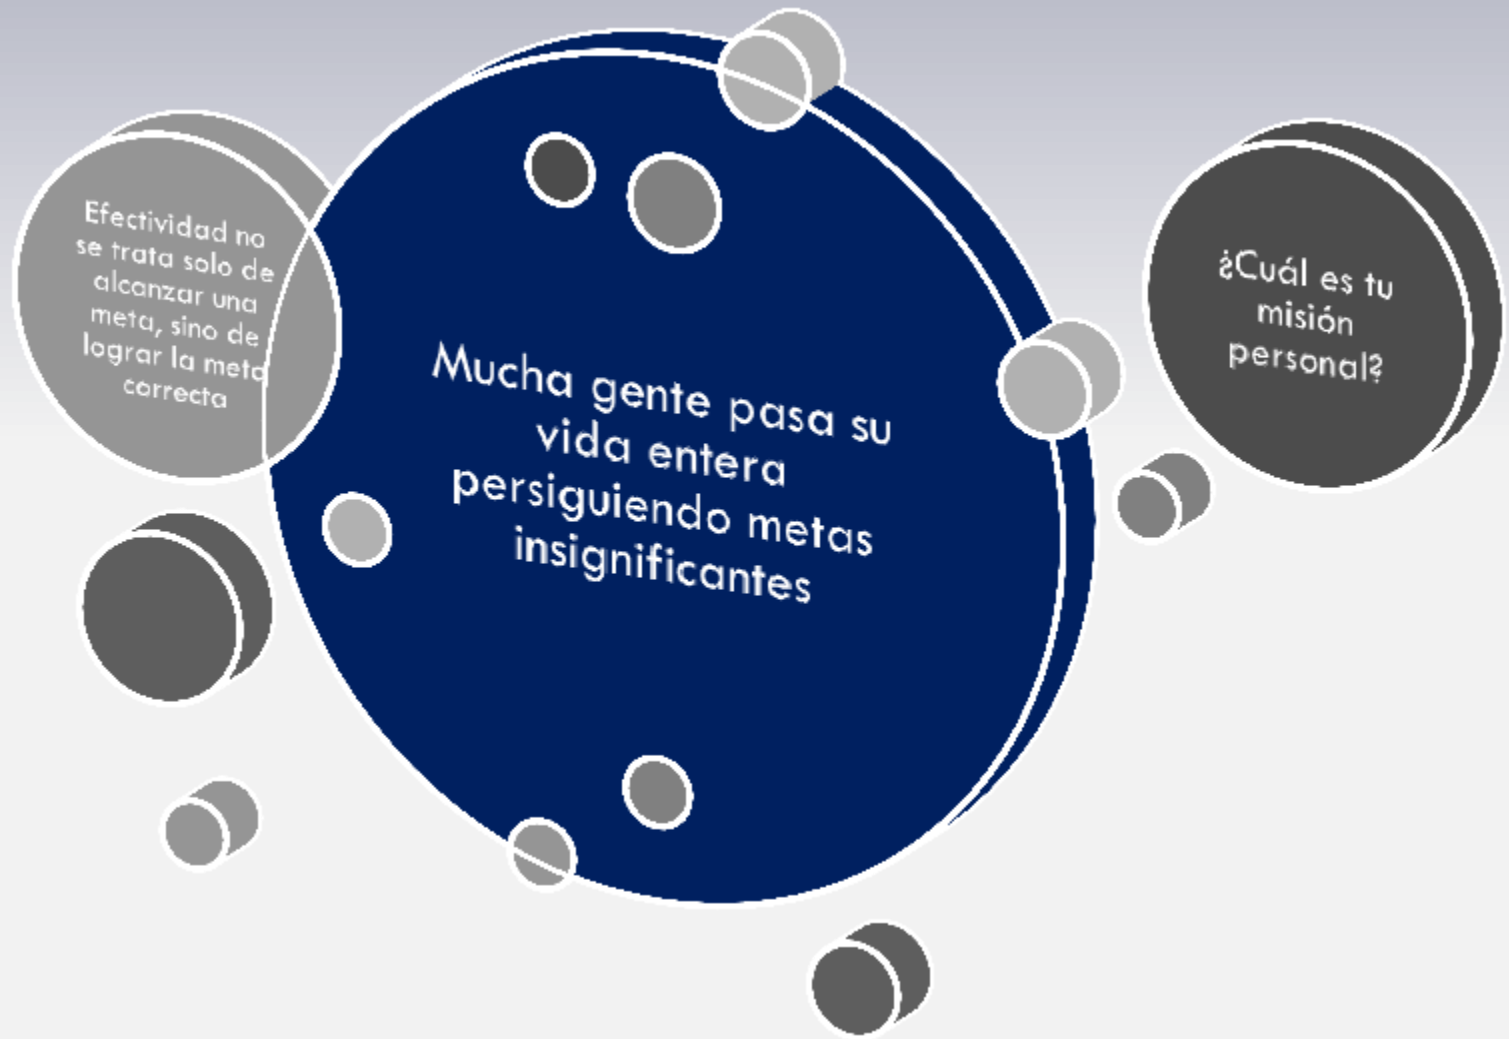 Efectividad no
se trata solo de
alcanzar una
meta, sino de
lograr la meta
correcta
Mucha gente pasa su
vida entera
persiguiendo metas
insignificantes
¿Cuál es tu
misión
personal?